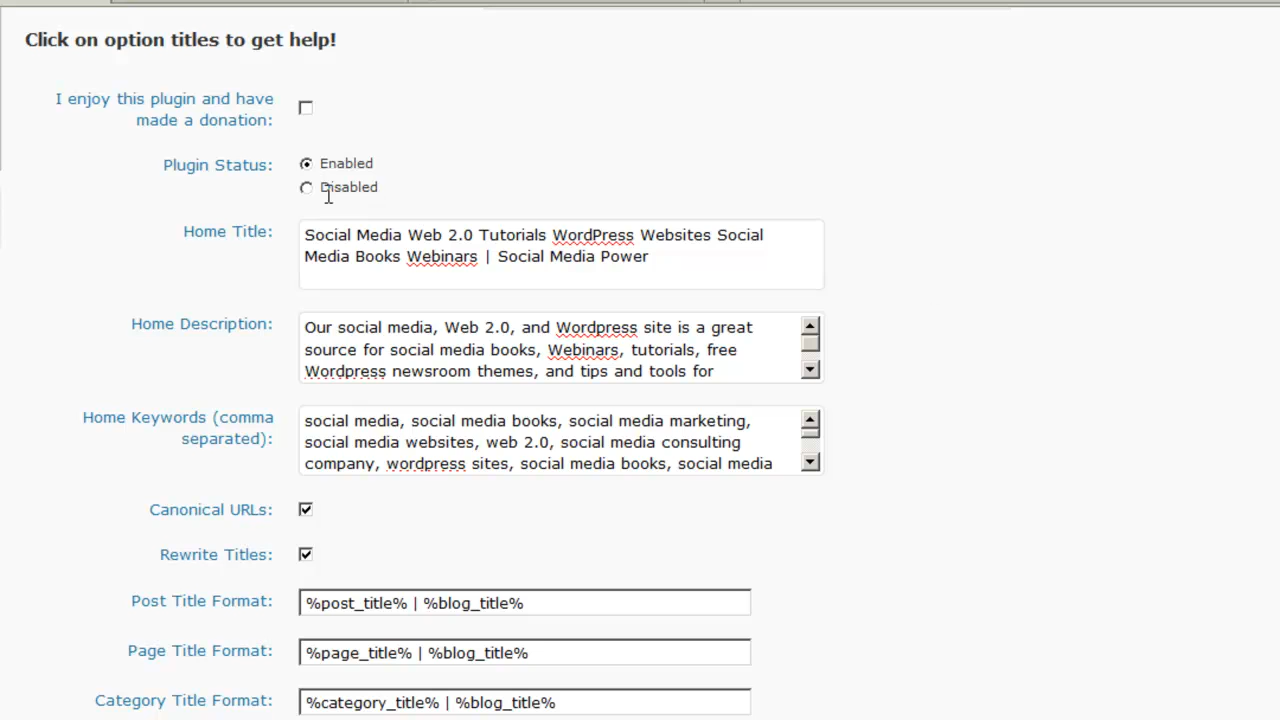 Click on option titles to get help!
I enjoy this plugin and have
made a donation:
Plugin Status:
Enabled
Disabled
Home Title:
Social Media Web 2.0 Tutorials WordPress Websites Social
Media Books Webinars | Social Media Power
Home Description:
Our social media, Web 2.0, and Wordpress site is a great
source for social media books, Webinars, tutorials, free
Wordpress newsroom themes, and tips and tools for
Home Keywords (comma
separated):
social media, social media books, social media marketing,
social media websites, web 2.0, social media consulting
company, wordpress sites, social media books, social media
Canonical URLs:
Rewrite Titles:
Post Title Format:
%post_title% | %blog_title%
Page Title Format:
%page_title% | %blog_title%
Category Title Format:
%category_title% | %blog_title%